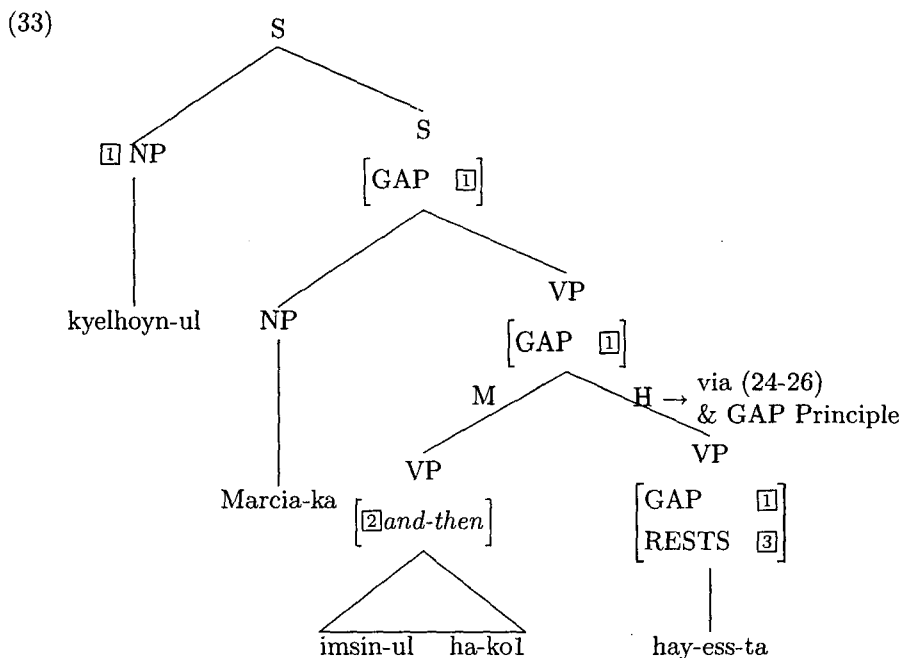 (33)
S
S
[1] NP
[GAP [1]]
VP
kyelhoyn-ul NP
[GAP [1]]
M H → via (24-26)
& GAP Principle
VP VP
Marcia-ka
[[2]and-then]
[GAP [1]
RESTS [3]]
imsin-ul ha-ko1 hay-ess-ta